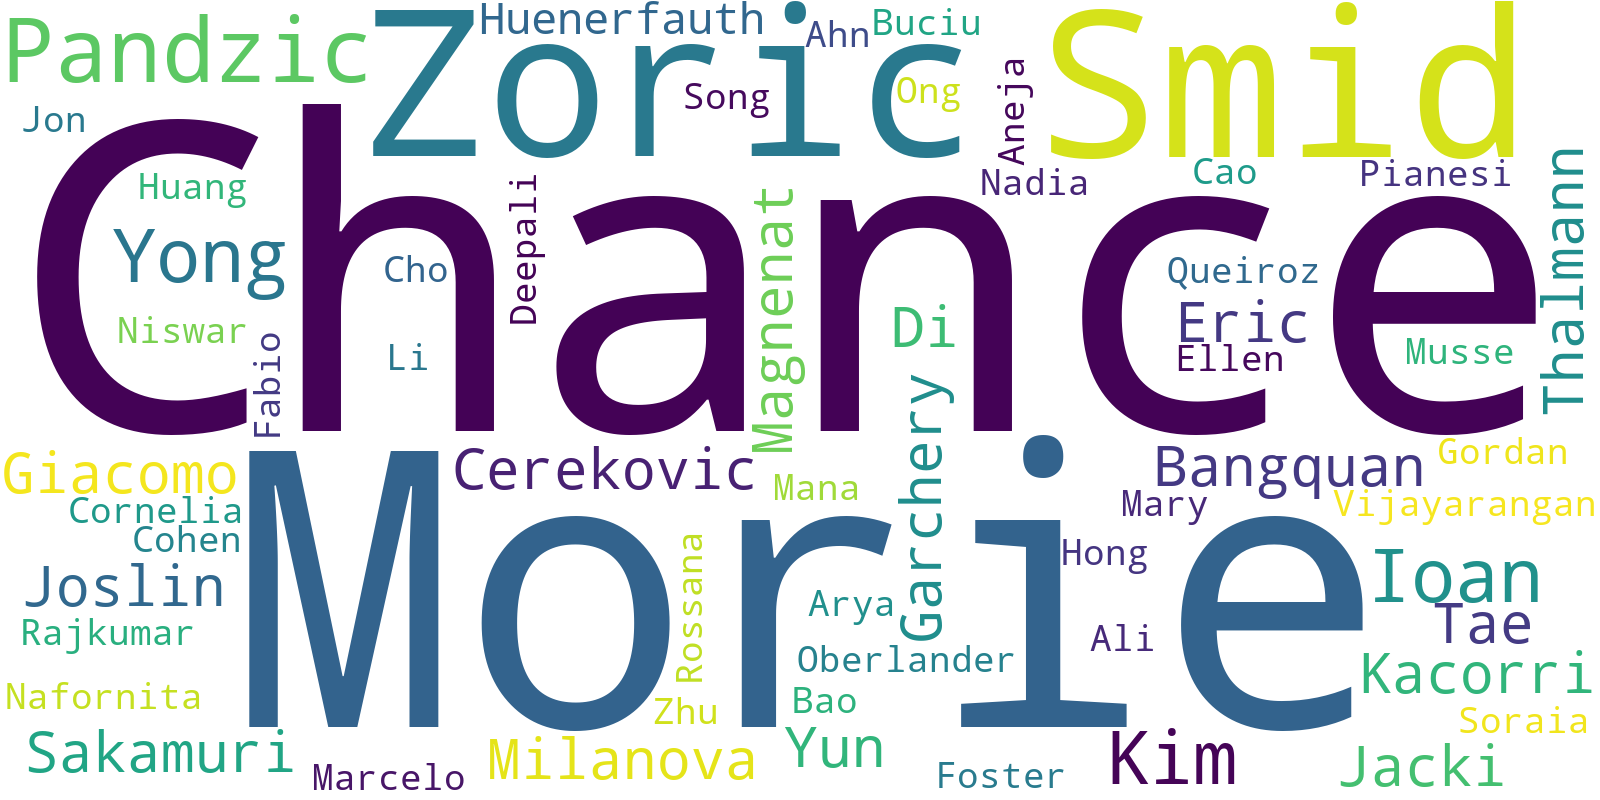 Pandzic
Zoric
Huenerfauth
Ahn
Buciu
Smid
Jon
Song
Ong
Aneja
Chance
Huang
Deepali
Magnenat
Nadia
Cao
Pianesi
Thalmann
Yong
Cho
Queiroz
Niswar
Fabio
Li
Di
Eric
Ellen
Musse
Giacomo
Cerekovic
Garchery
Bangquan
Gordan
Cornelia
Cohen
Morie
Mana
Mary
Vijayarangan
Joslin
Rossana
Arya
Hong
Ioan
Rajkumar
Oberlander
Ali
Tae
Nafornita
Zhu
Bao
Kacorri
Soraia
Sakamuri
Marcelo
Milanova
Yun
Foster
Kim
Jacki